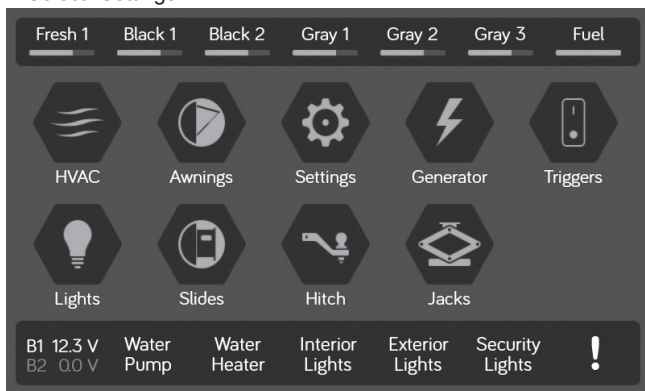 Fresh 1 Black 1 Black 2 Gray 1 Gray 2 Gray 3 Fuel
HVAC Awnings Settings Generator Triggers
Lights Slides Hitch Jacks
B1 12.3 V Water Water Interior Exterior Security
B2 0.0 V Pump Heater Lights Lights Lights !